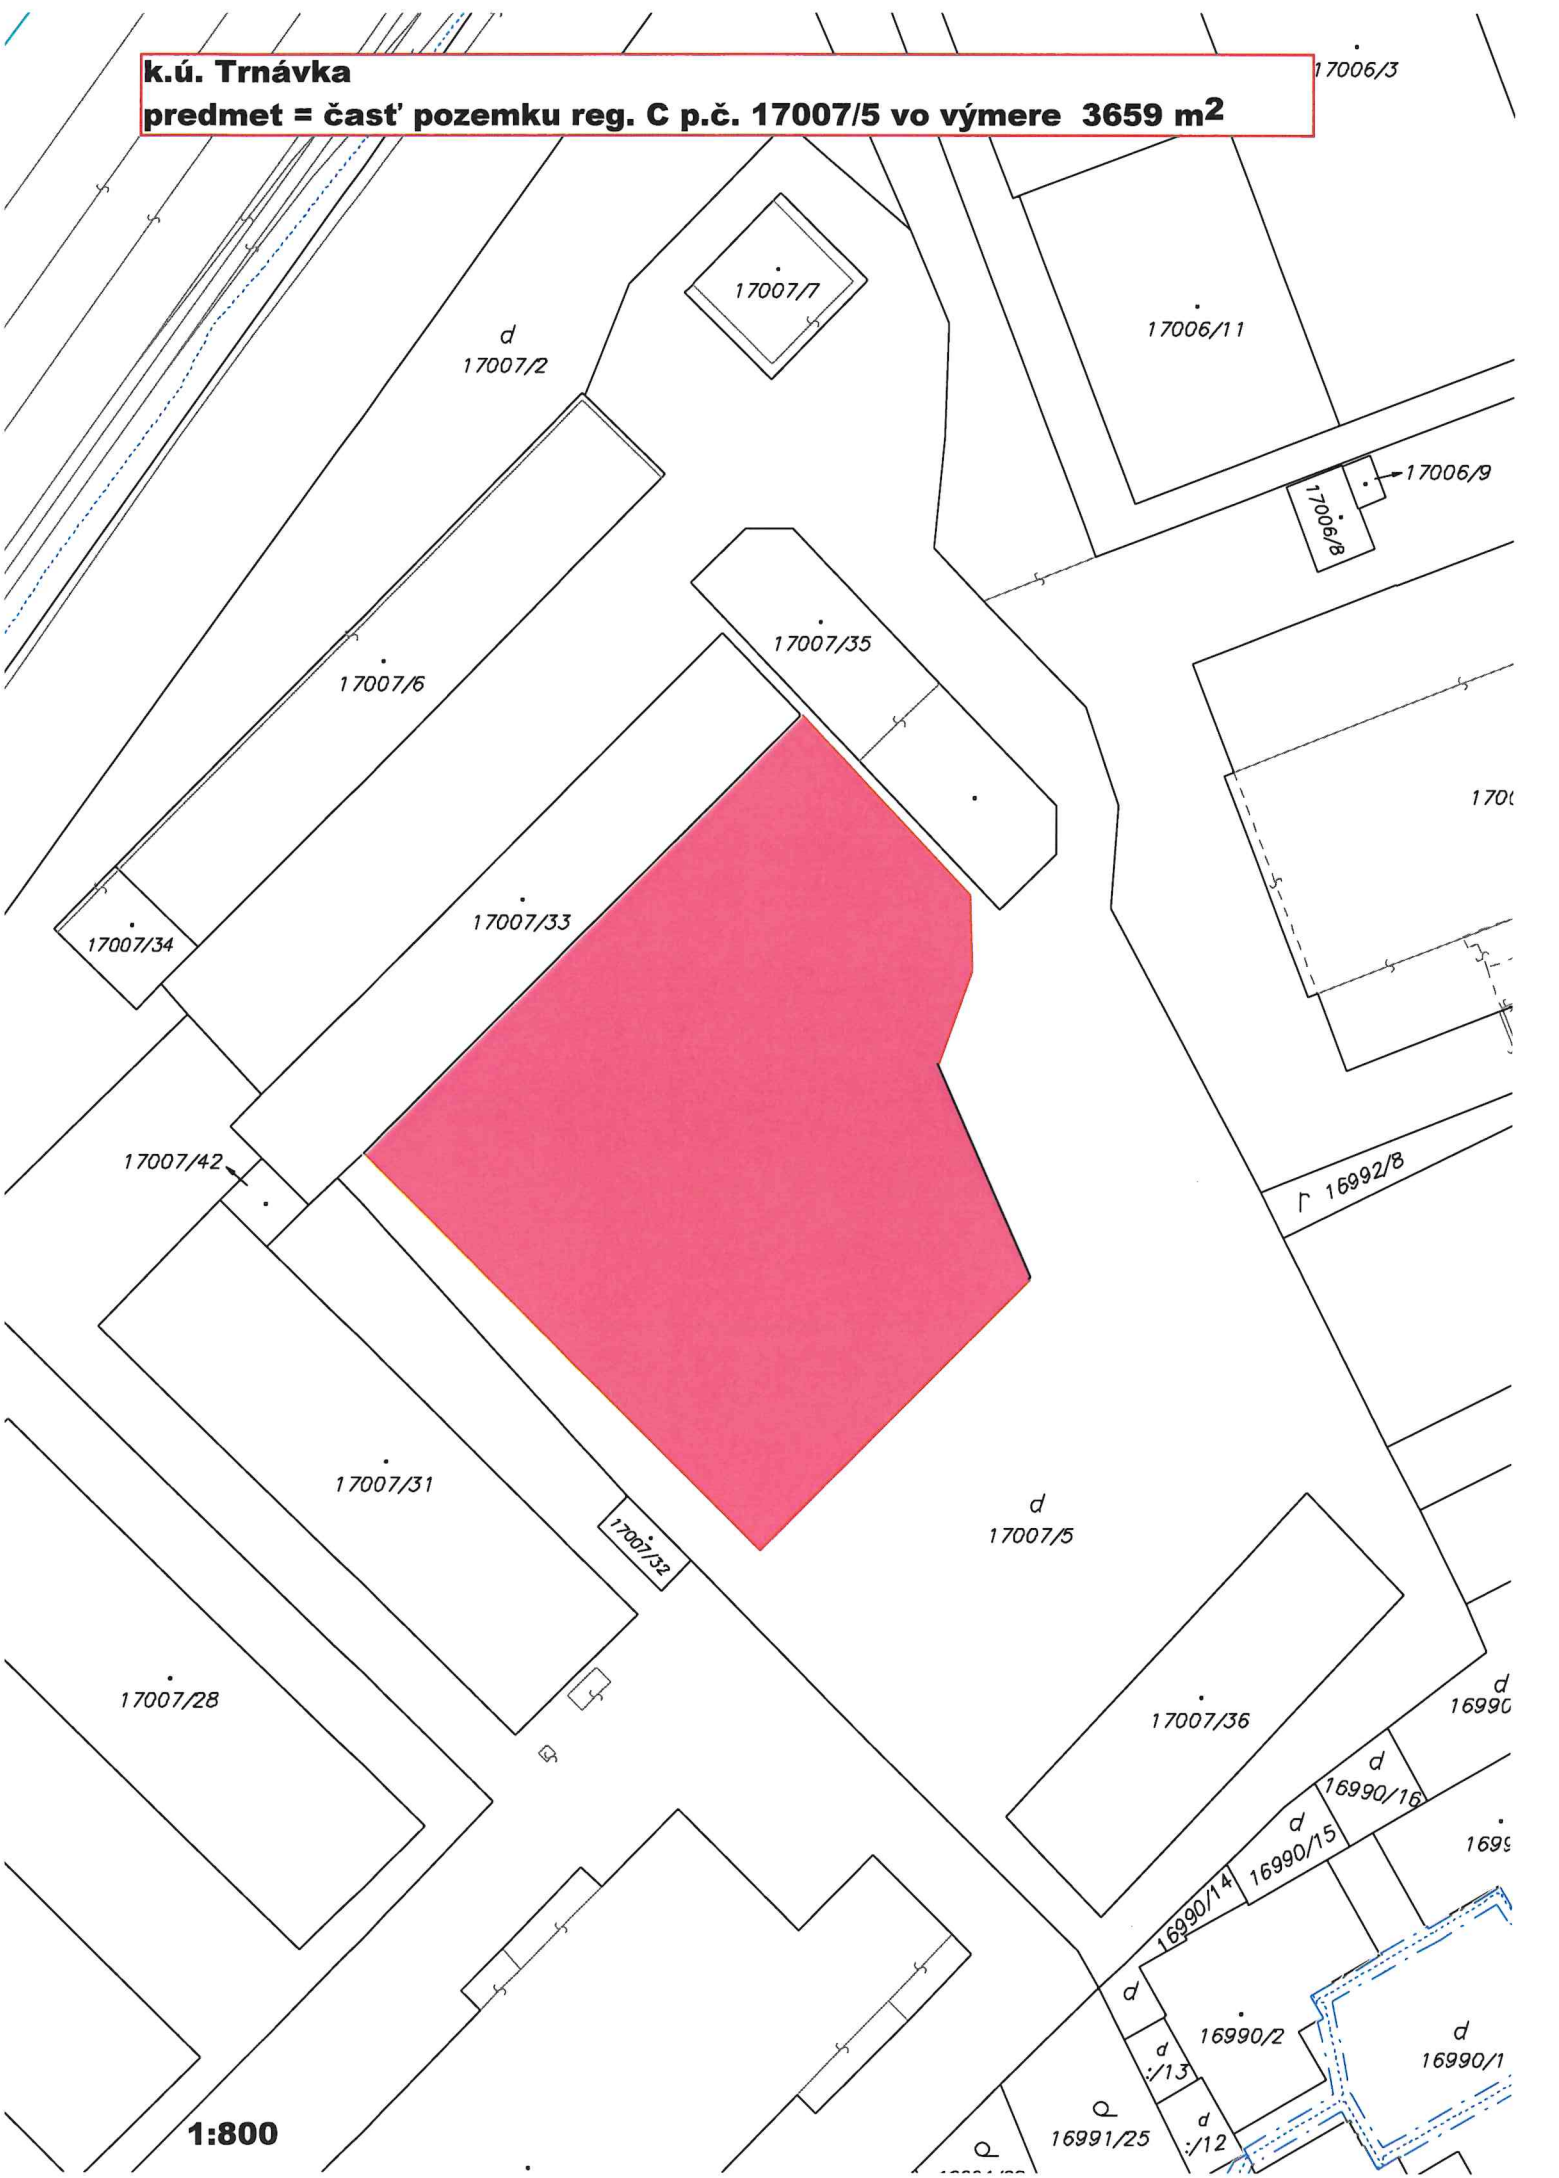 k.ú. Trnávka
predmet = časť pozemku reg. C p.č. 17007/5 vo výmere 3659 m2
17006/3
17007/7
17006/11
d
17007/2
17006/9
17006/8
17007/35
17007/6
17007/33
17007/34
17007/42
r 16992/8
17007/31
d
17007/5
17007/32
17007/28
17007/36
d
d
16990/16
d
16990/15
16990/14
d
16990/2
d
:/13
d
16990/1
16991/25
d
:/12
1:800